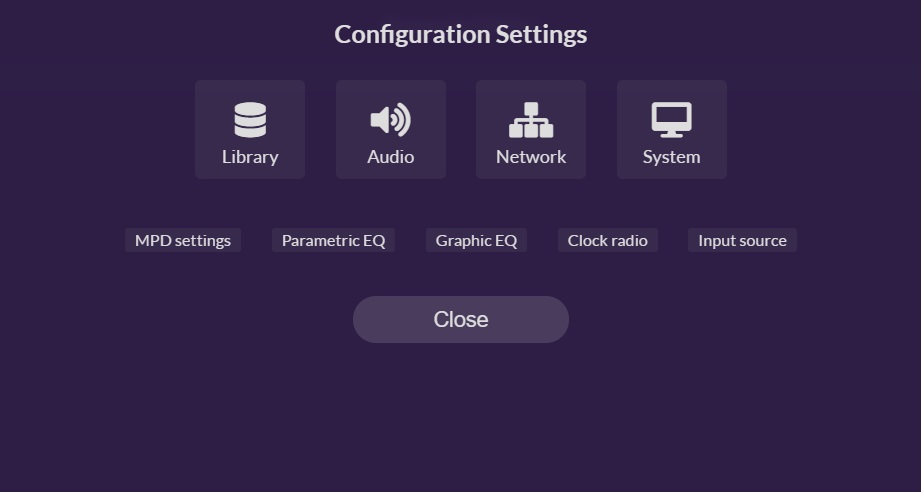 Configuration Settings
Library Audio Network System
MPD settings Parametric EQ Graphic EQ Clock radio Input source
Close